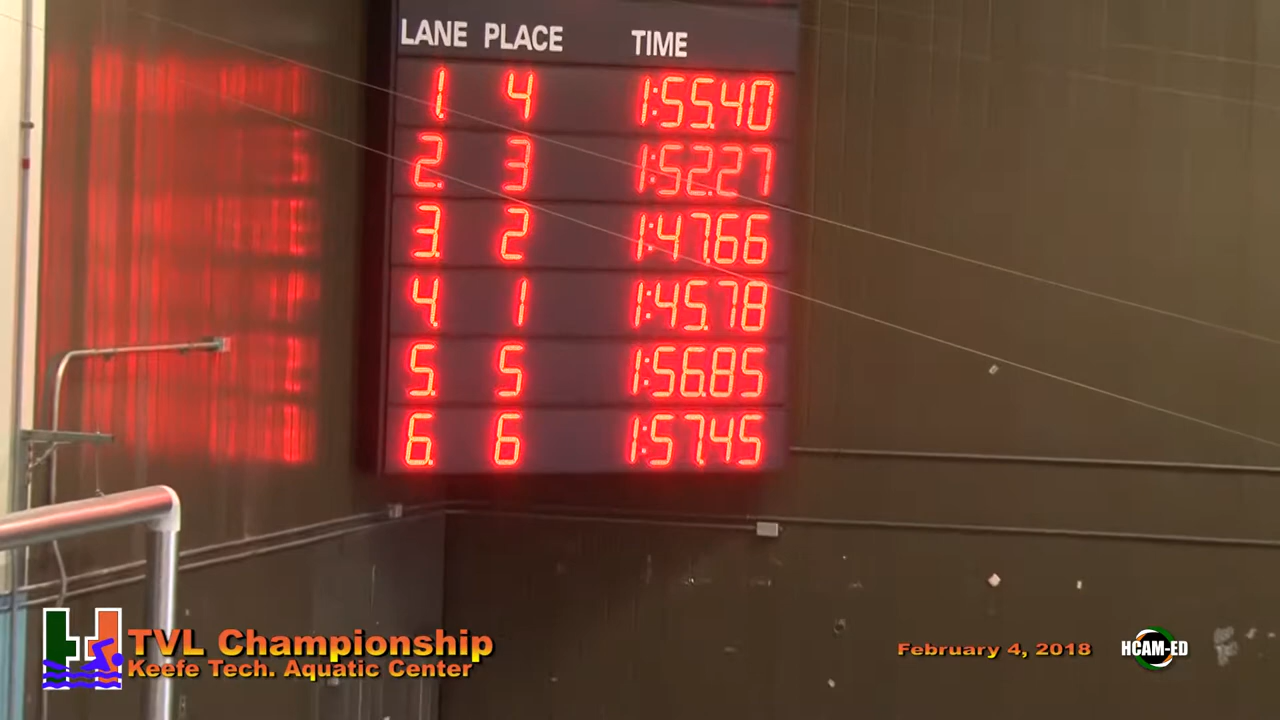 LANE PLACE TIME
1. 4 1:55.40
2. 3 1:52.27
3. 2 1:47.66
4. 1 1:45.78
5. 5 1:56.85
6. 6 1:57.45
TVL Championship
Keefe Tech. Aquatic Center
February 4, 2018
HCAM-ED